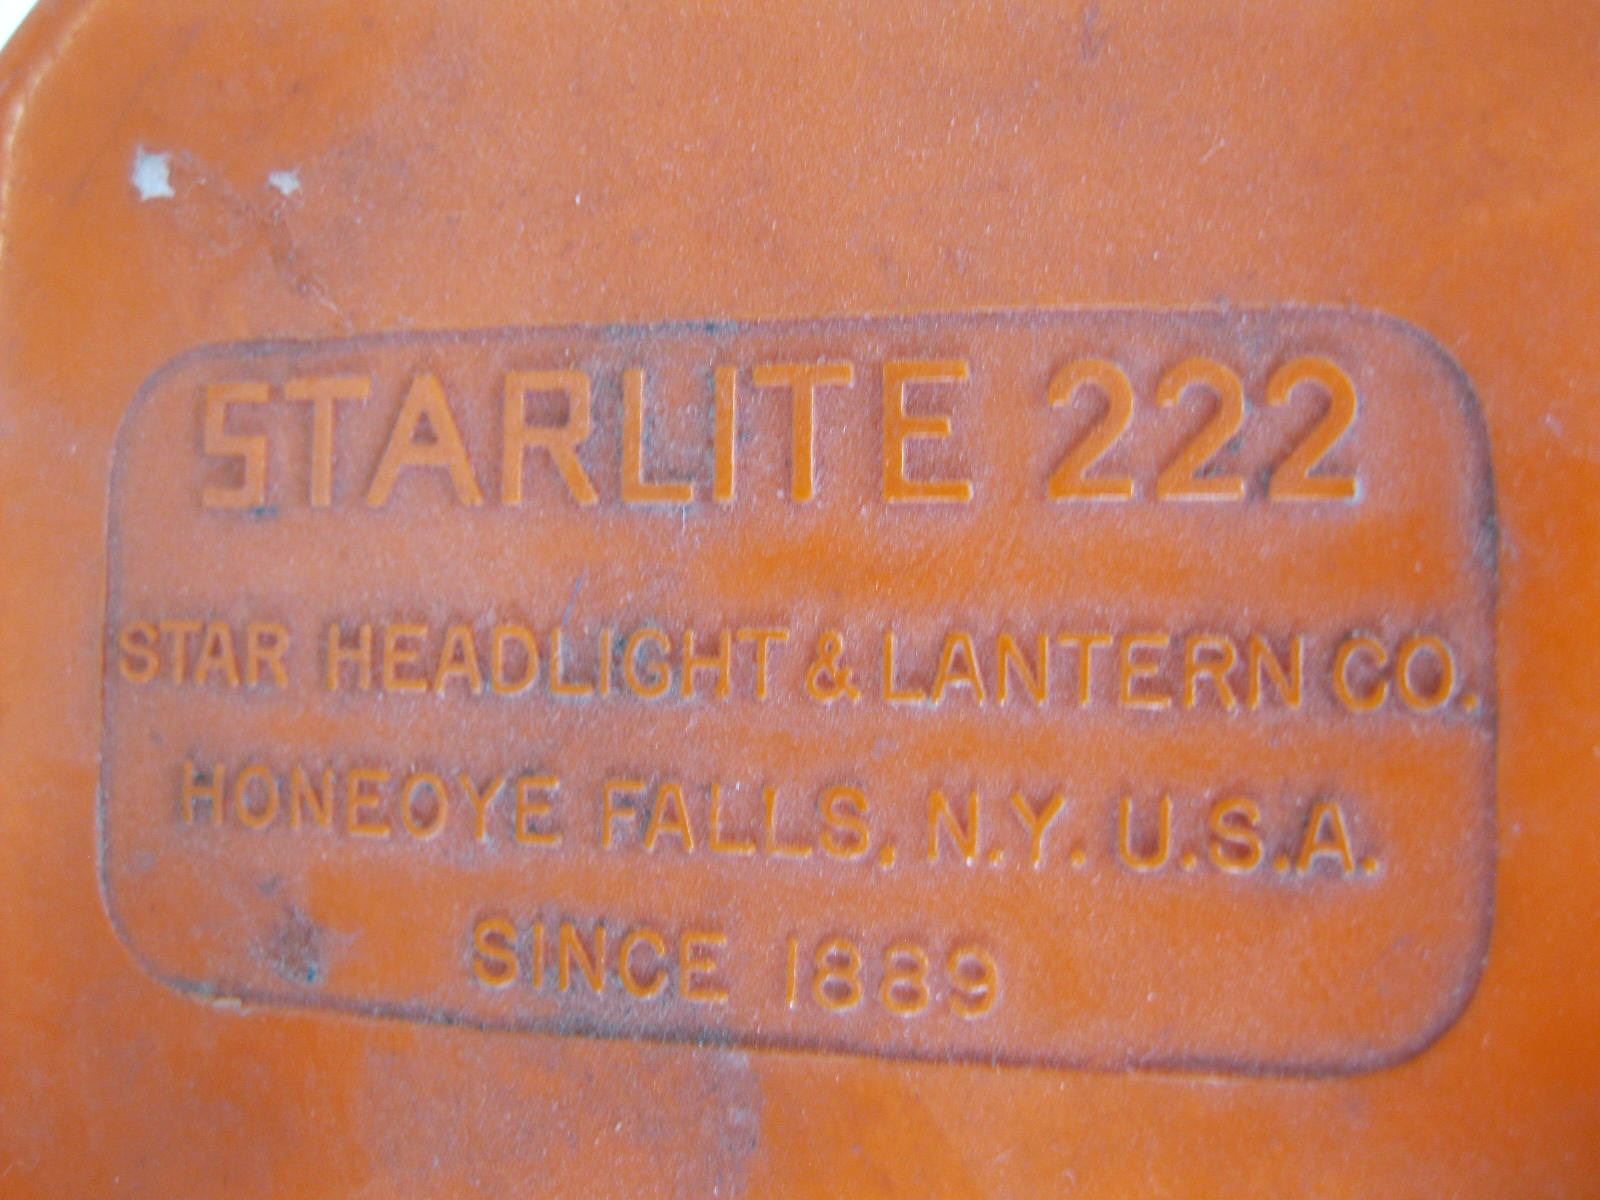 STARLITE 222
STAR HEADLIGHT & LANTERN CO.
HONEOYE FALLS, N.Y. U.S.A.
SINCE 1889